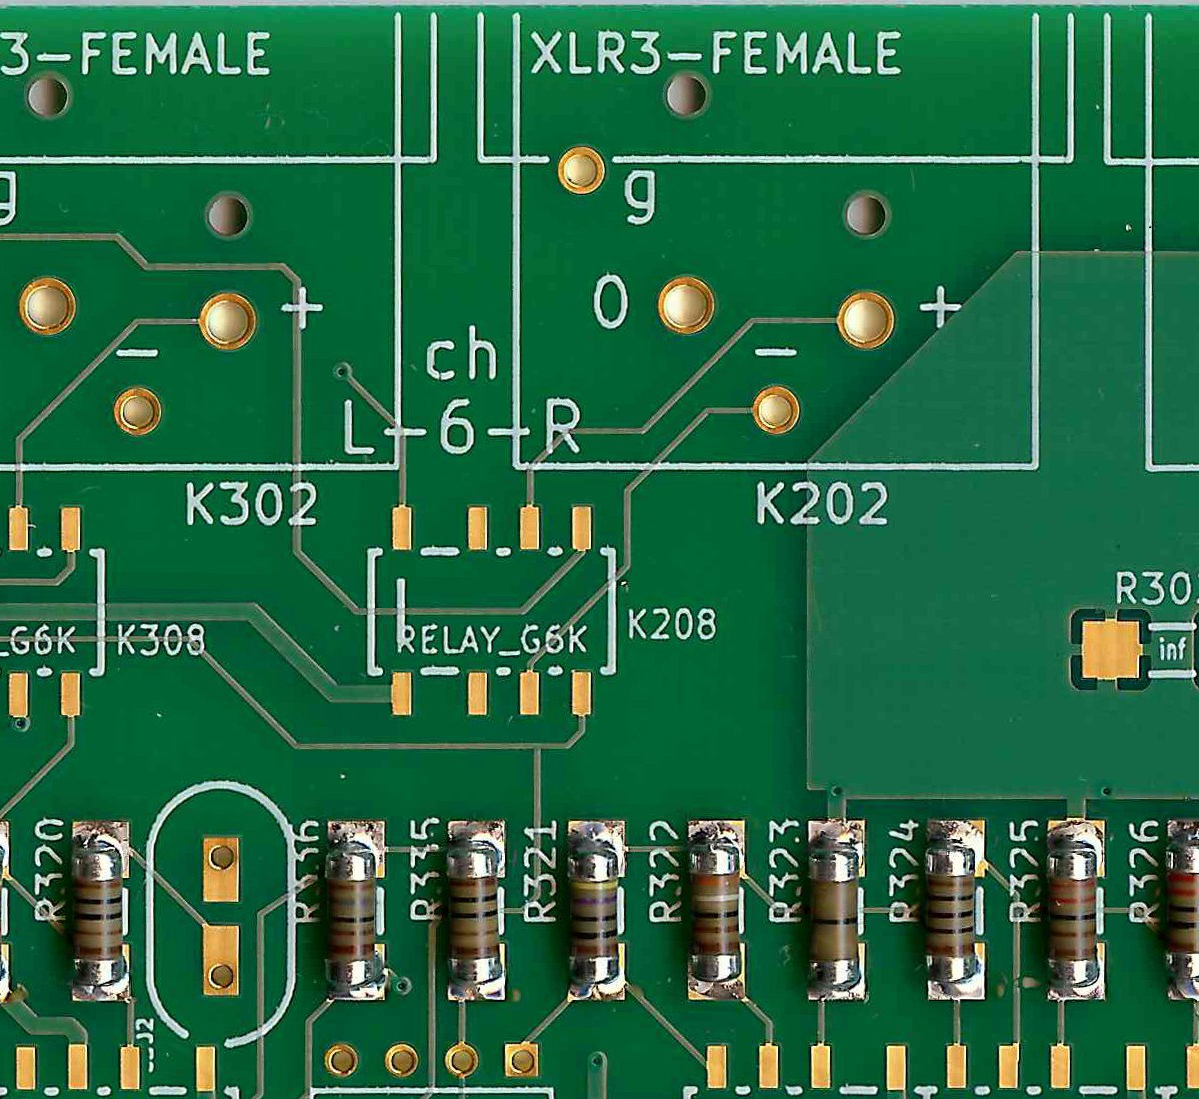 3-FEMALE
XLR3-FEMALE
g
g
+
0
+
-
-
ch
L-6-R
K302
K202
R30
_G6K
K308
RELAY_G6K
K208
inf
R320
R336
R335
R321
R322
R323
R324
R325
R326